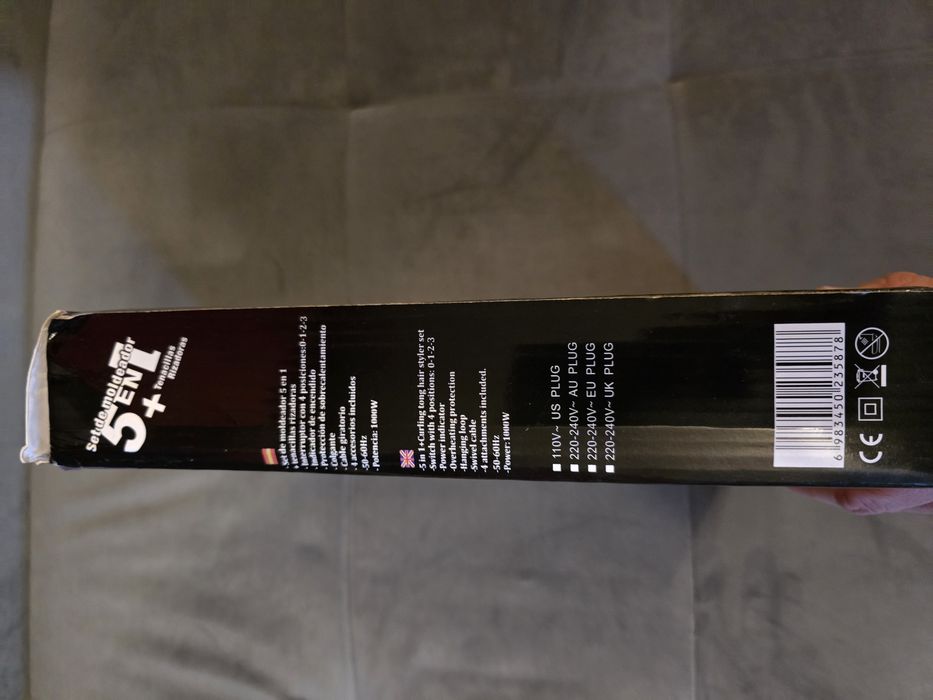 Set de moldeador
5 EN 1
+ Tenacillas
Rizadoras
-Set de moldeador 5 en 1
+tenacillas rizadoras
-Interruptor con 4 posiciones:0-1-2-3
-Indicador de encendido
-Protección de sobrecalentamiento
-Colgante
-Cable giratorio
-4 accesorios incluidos
-50-60Hz
-Potencia: 1000W
-5 in 1+Curling tong hair styler set
-Switch with 4 positions: 0-1-2-3
-Power indicator
-Overheating protection
-Hanging loop
-Swivel cable
-4 attachments included.
-50-60Hz
-Power: 1000W
110V~ US PLUG
220-240V~ AU PLUG
220-240V~ EU PLUG
220-240V~ UK PLUG
6 983450 235878
CE